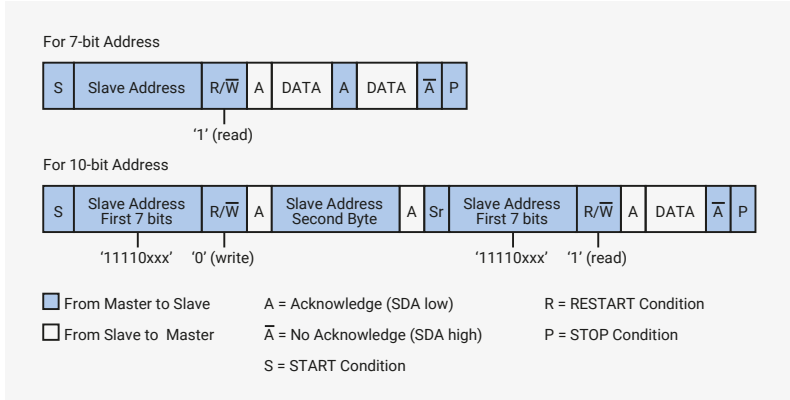 For 7-bit Address
S Slave Address R/W̅ A DATA A DATA A̅ P
‘1’ (read)
For 10-bit Address
S Slave Address First 7 bits R/W̅ A Slave Address Second Byte A Sr Slave Address First 7 bits R/W̅ A DATA A̅ P
‘11110xxx’ ‘0’ (write) ‘11110xxx’ ‘1’ (read)
From Master to Slave A = Acknowledge (SDA low) R = RESTART Condition
From Slave to Master A̅ = No Acknowledge (SDA high) P = STOP Condition
S = START Condition